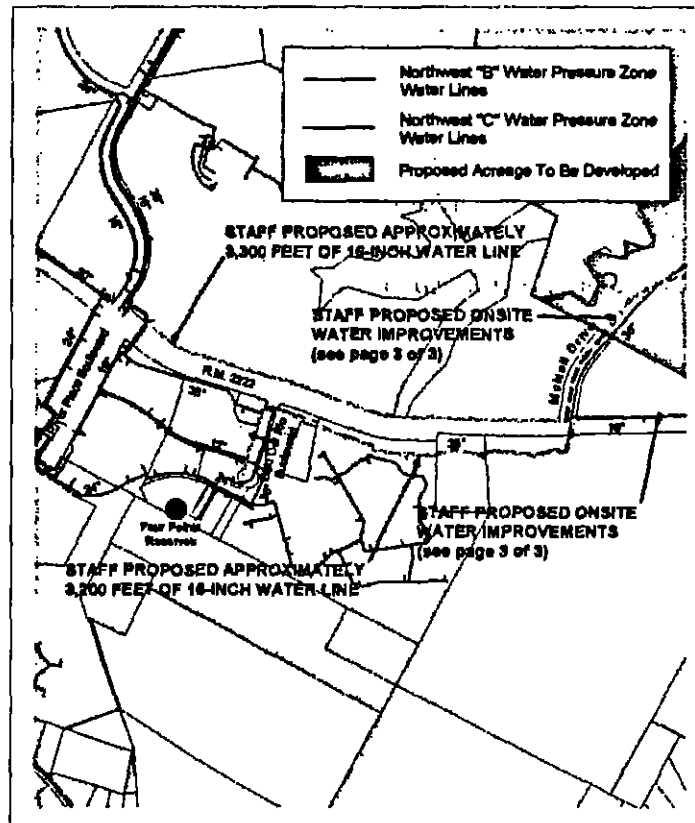 Northwest "B" Water Pressure Zone
Water Lines
Northwest "C" Water Pressure Zone
Water Lines
Proposed Acreage To Be Developed
STAFF PROPOSED APPROXIMATELY
3,300 FEET OF 16-INCH WATER LINE
STAFF PROPOSED ONSITE
WATER IMPROVEMENTS
(see page 3 of 3)
R.M. 2222
Four Points
Reservoir
STAFF PROPOSED ONSITE
WATER IMPROVEMENTS
(see page 3 of 3)
STAFF PROPOSED APPROXIMATELY
3,200 FEET OF 16-INCH WATER LINE